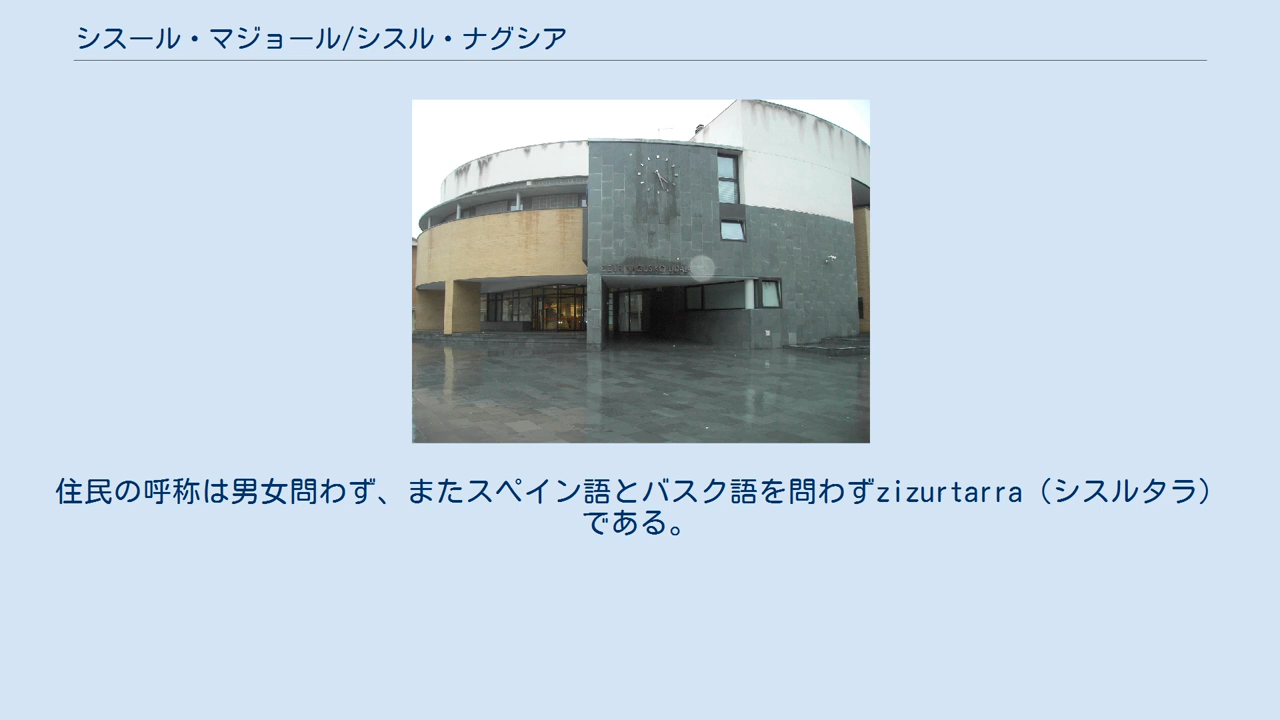 シスール・マジョール/シスル・ナグシア
住民の呼称は男女問わず、またスペイン語とバスク語を問わずzizurtarra（シスルタラ）
である。